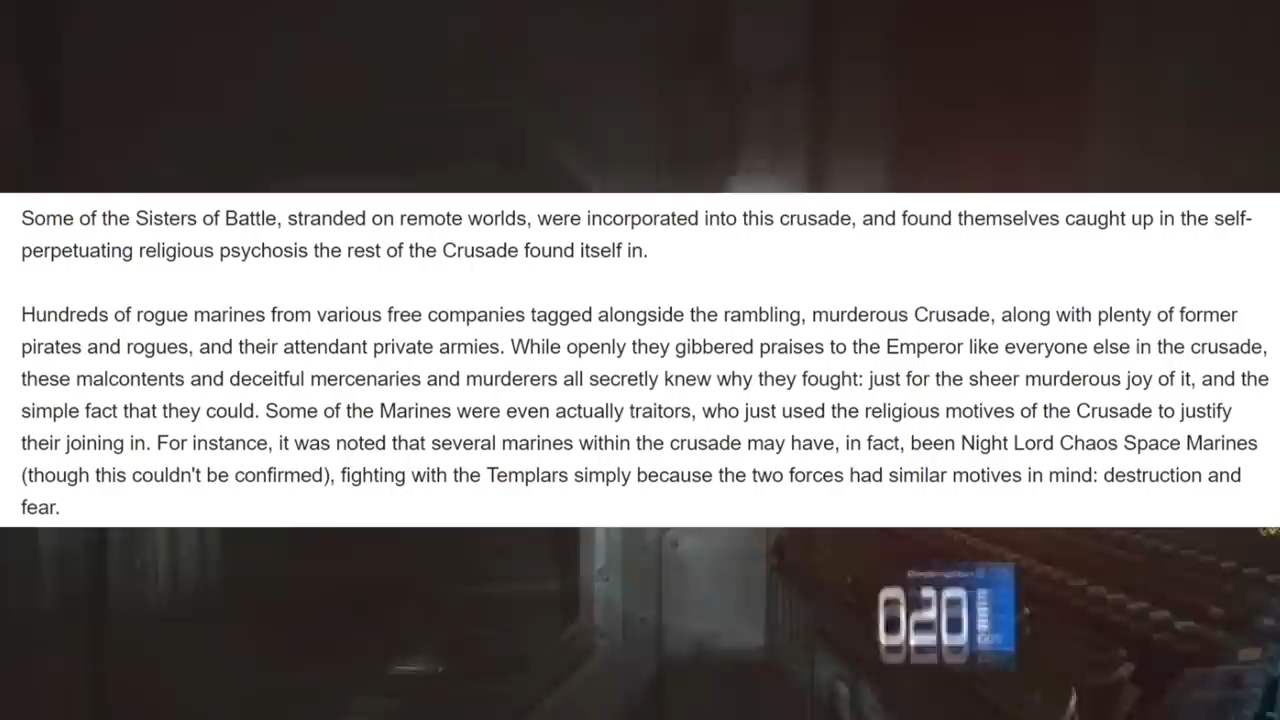 Some of the Sisters of Battle, stranded on remote worlds, were incorporated into this crusade, and found themselves caught up in the self-
perpetuating religious psychosis the rest of the Crusade found itself in.
Hundreds of rogue marines from various free companies tagged alongside the rambling, murderous Crusade, along with plenty of former
pirates and rogues, and their attendant private armies. While openly they gibbered praises to the Emperor like everyone else in the crusade,
these malcontents and deceitful mercenaries and murderers all secretly knew why they fought: just for the sheer murderous joy of it, and the
simple fact that they could. Some of the Marines were even actually traitors, who just used the religious motives of the Crusade to justify
their joining in. For instance, it was noted that several marines within the crusade may have, in fact, been Night Lord Chaos Space Marines
(though this couldn't be confirmed), fighting with the Templars simply because the two forces had similar motives in mind: destruction and
fear.
020